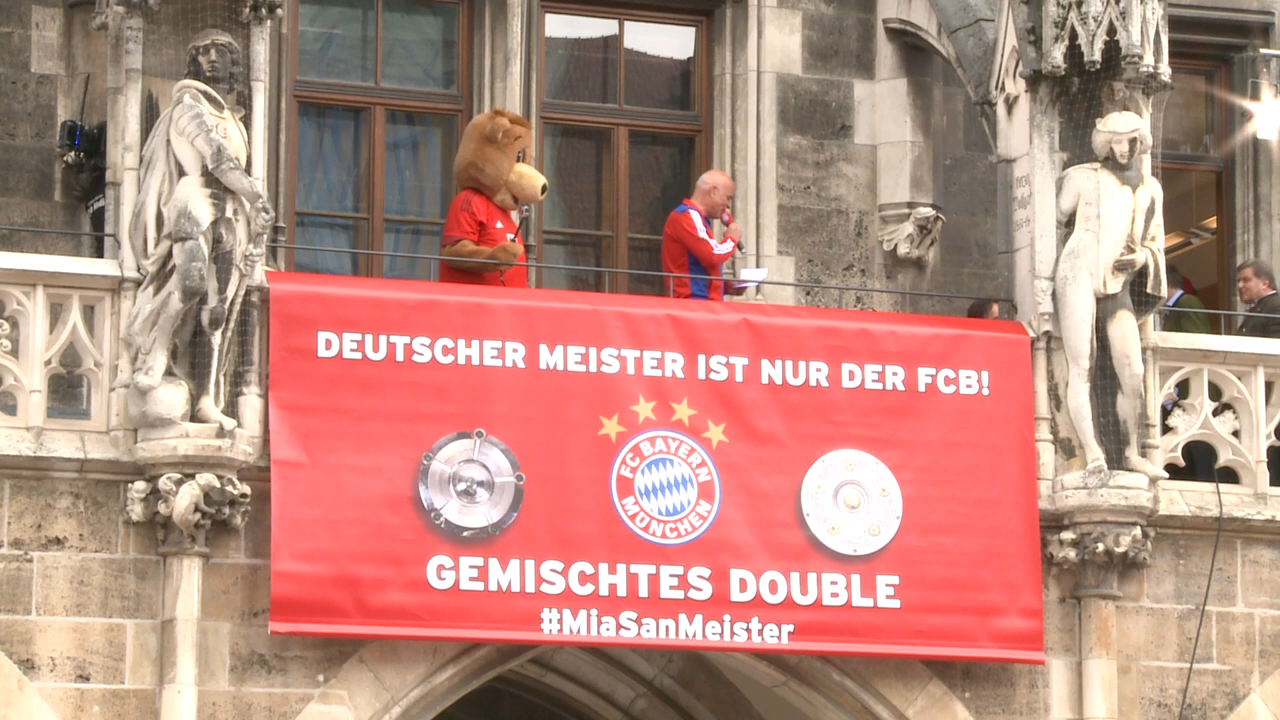 DEUTSCHER MEISTER IST NUR DER FCB!
FC BAYERN
MÜNCHEN
GEMISCHTES DOUBLE
#MiaSanMeister